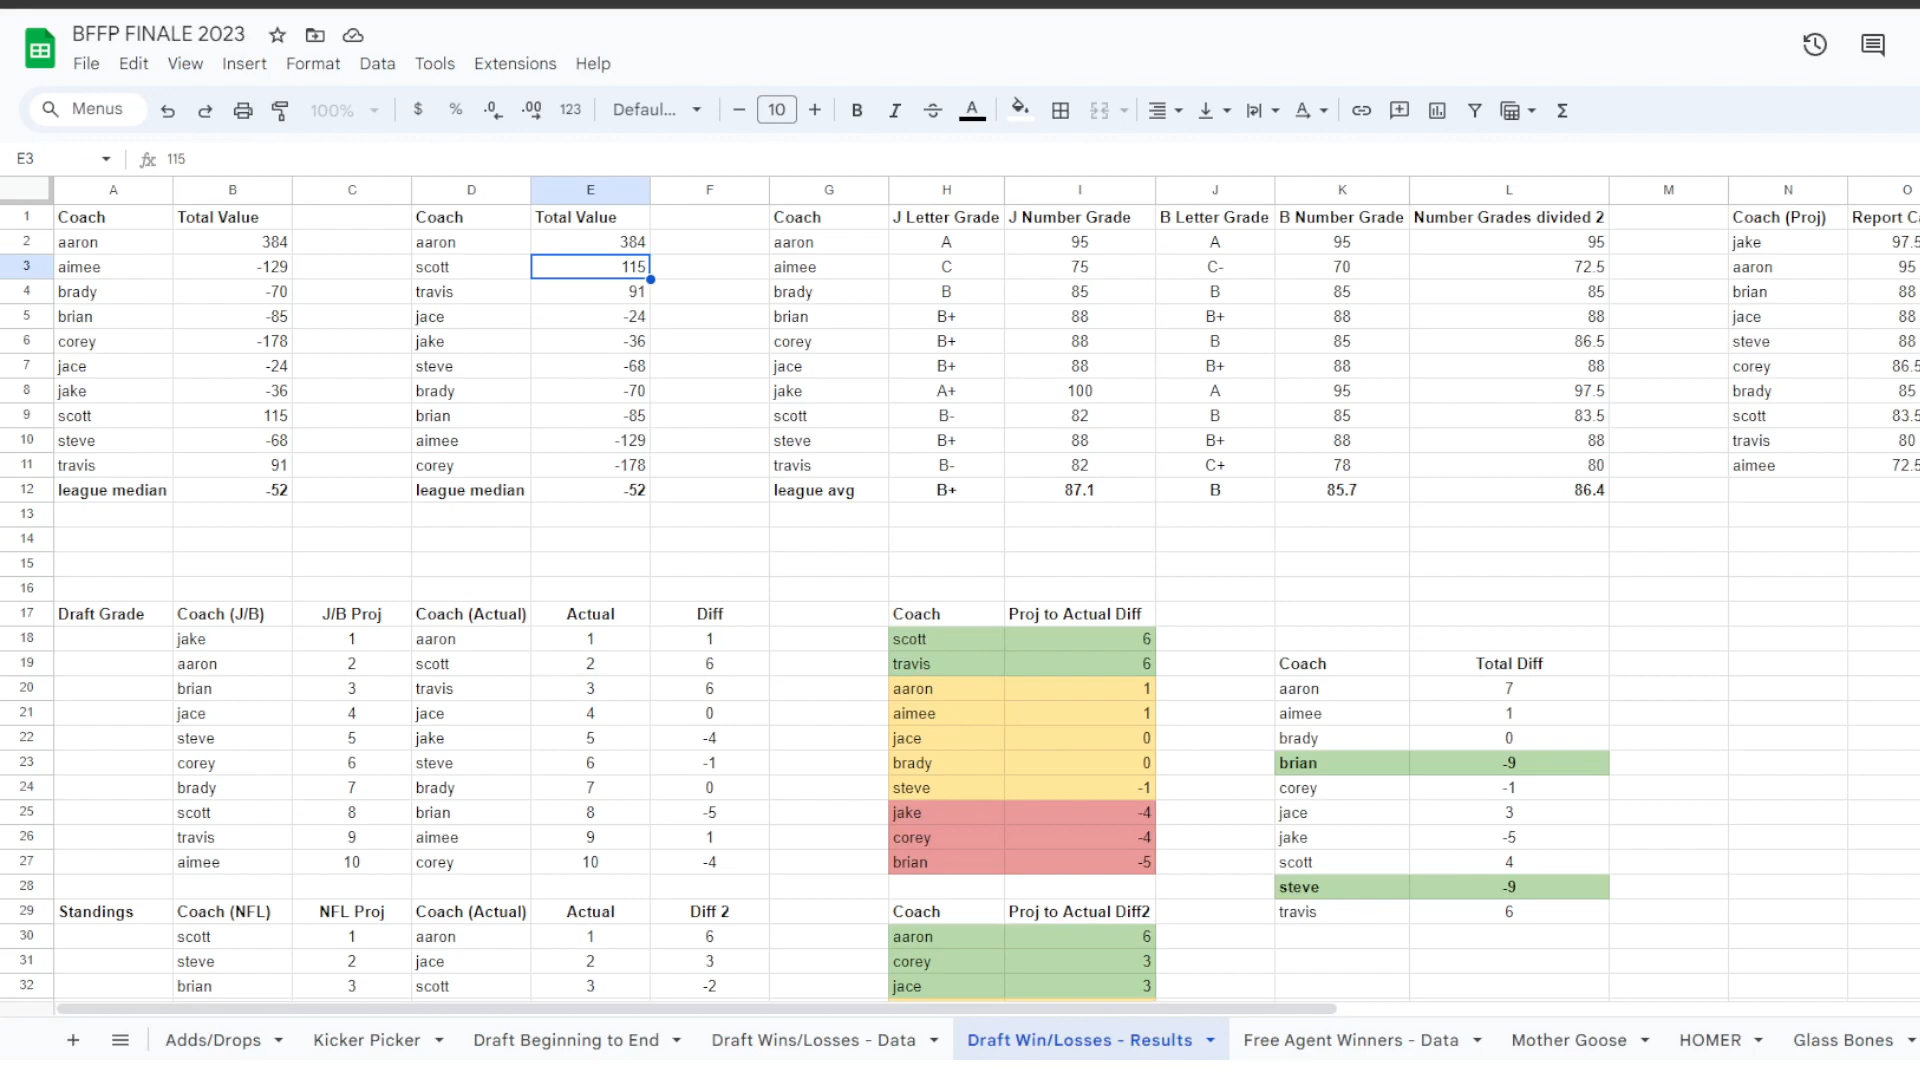 BFFP FINALE 2023
File Edit View Insert Format Data Tools Extensions Help
Menus 100% $ % .0 .00 123 Defaul... − 10 + B I A Σ
E3 fx 115
A B C D E F G H I J K L M N O
1 Coach Total Value Coach Total Value Coach J Letter Grade J Number Grade B Letter Grade B Number Grade Number Grades divided 2 Coach (Proj) Report Ca
2 aaron 384 aaron 384 aaron A 95 A 95 95 jake 97.5
3 aimee -129 scott 115 aimee C 75 C- 70 72.5 aaron 95
4 brady -70 travis 91 brady B 85 B 85 85 brian 88
5 brian -85 jace -24 brian B+ 88 B+ 88 88 jace 88
6 corey -178 jake -36 corey B+ 88 B 85 86.5 steve 88
7 jace -24 steve -68 jace B+ 88 B+ 88 88 corey 86.5
8 jake -36 brady -70 jake A+ 100 A 95 97.5 brady 85
9 scott 115 brian -85 scott B- 82 B 85 83.5 scott 83.5
10 steve -68 aimee -129 steve B+ 88 B+ 88 88 travis 80
11 travis 91 corey -178 travis B- 82 C+ 78 80 aimee 72.5
12 league median -52 league median -52 league avg B+ 87.1 B 85.7 86.4
13
14
15
16
17 Draft Grade Coach (J/B) J/B Proj Coach (Actual) Actual Diff Coach Proj to Actual Diff
18 jake 1 aaron 1 1 scott 6
19 aaron 2 scott 2 6 travis 6 Coach Total Diff
20 brian 3 travis 3 6 aaron 1 aaron 7
21 jace 4 jace 4 0 aimee 1 aimee 1
22 steve 5 jake 5 -4 jace 0 brady 0
23 corey 6 steve 6 -1 brady 0 brian -9
24 brady 7 brady 7 0 steve -1 corey -1
25 scott 8 brian 8 -5 jake -4 jace 3
26 travis 9 aimee 9 1 corey -4 jake -5
27 aimee 10 corey 10 -4 brian -5 scott 4
28 steve -9
29 Standings Coach (NFL) NFL Proj Coach (Actual) Actual Diff 2 Coach Proj to Actual Diff2 travis 6
30 scott 1 aaron 1 6 aaron 6
31 steve 2 jace 2 3 corey 3
32 brian 3 scott 3 -2 jace 3
+ Adds/Drops Kicker Picker Draft Beginning to End Draft Wins/Losses - Data Draft Win/Losses - Results Free Agent Winners - Data Mother Goose HOMER Glass Bones